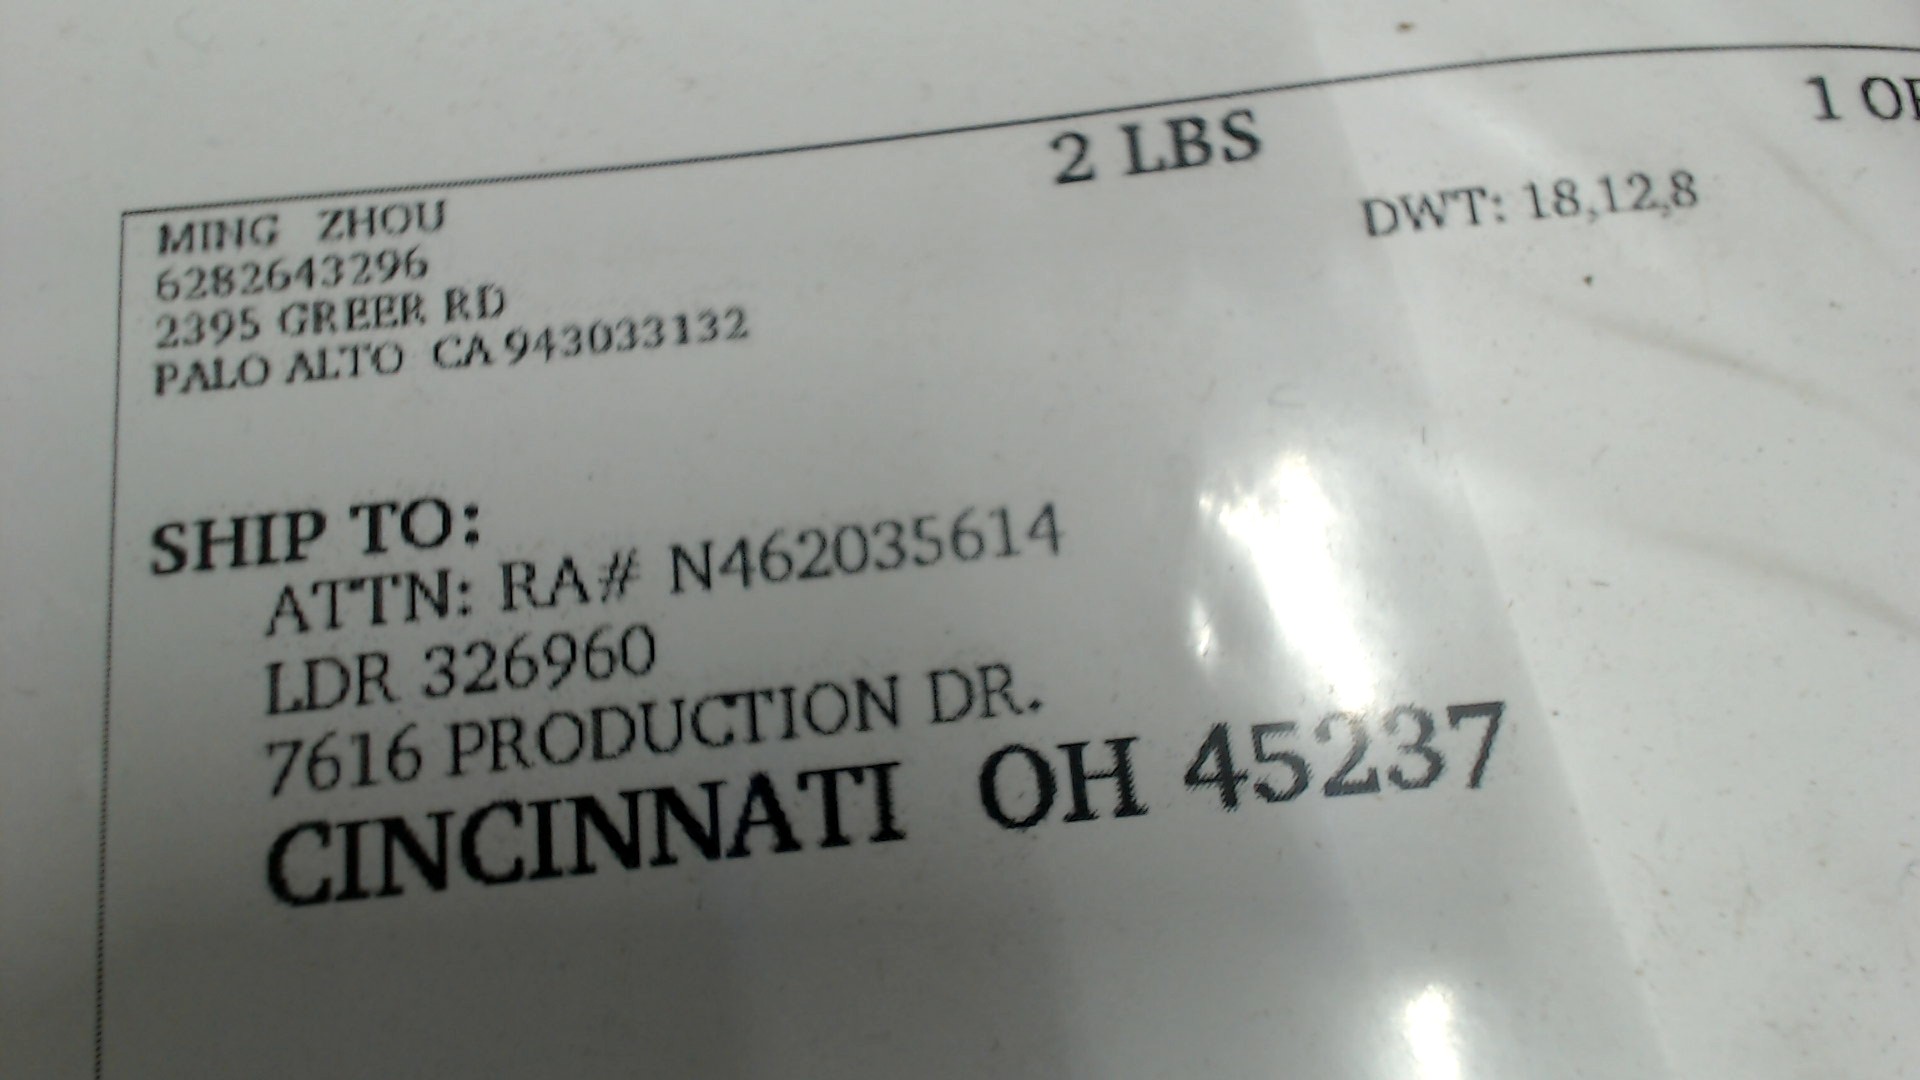 2 LBS
1 OF
DWT: 18,12,8
MING ZHOU
6282643296
2395 GREER RD
PALO ALTO CA 943033132
SHIP TO:
ATTN: RA# N462035614
LDR 326960
7616 PRODUCTION DR.
CINCINNATI OH 45237